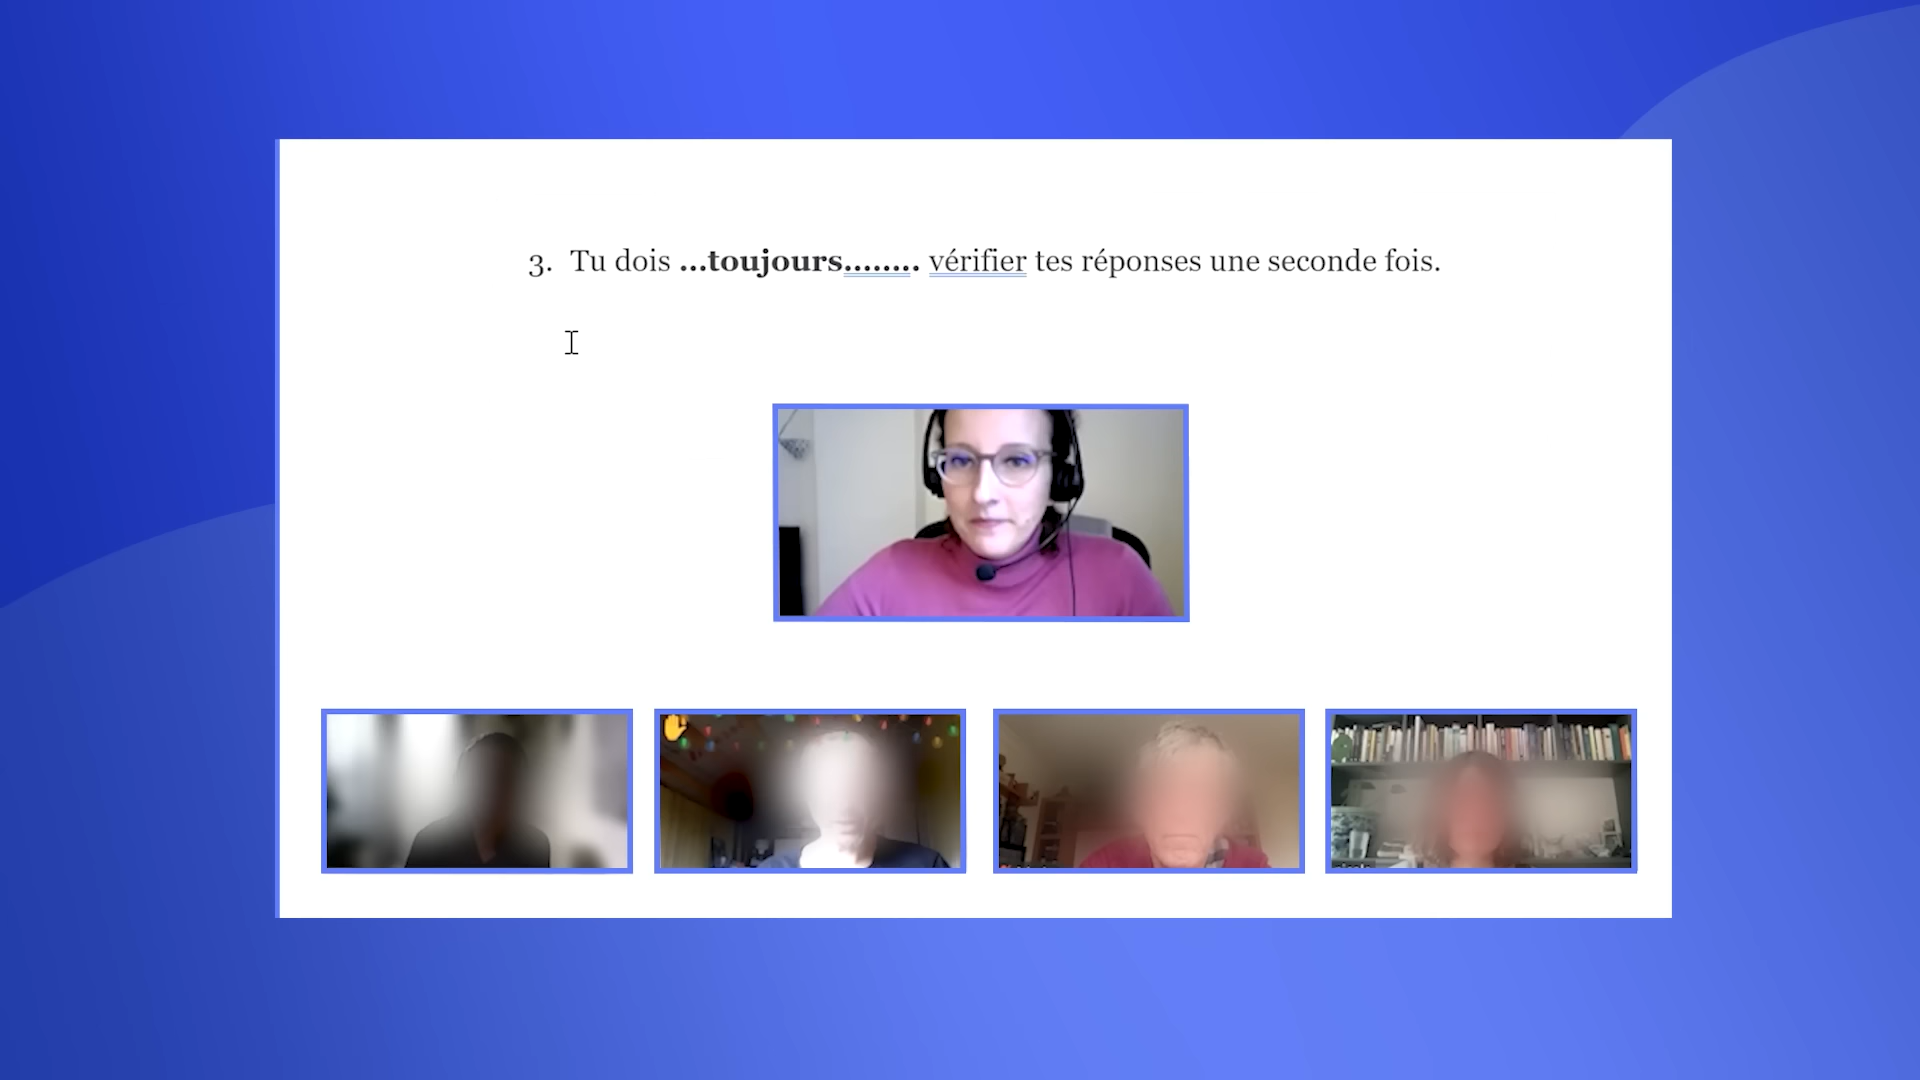 3. Tu dois ...toujours........ vérifier tes réponses une seconde fois.